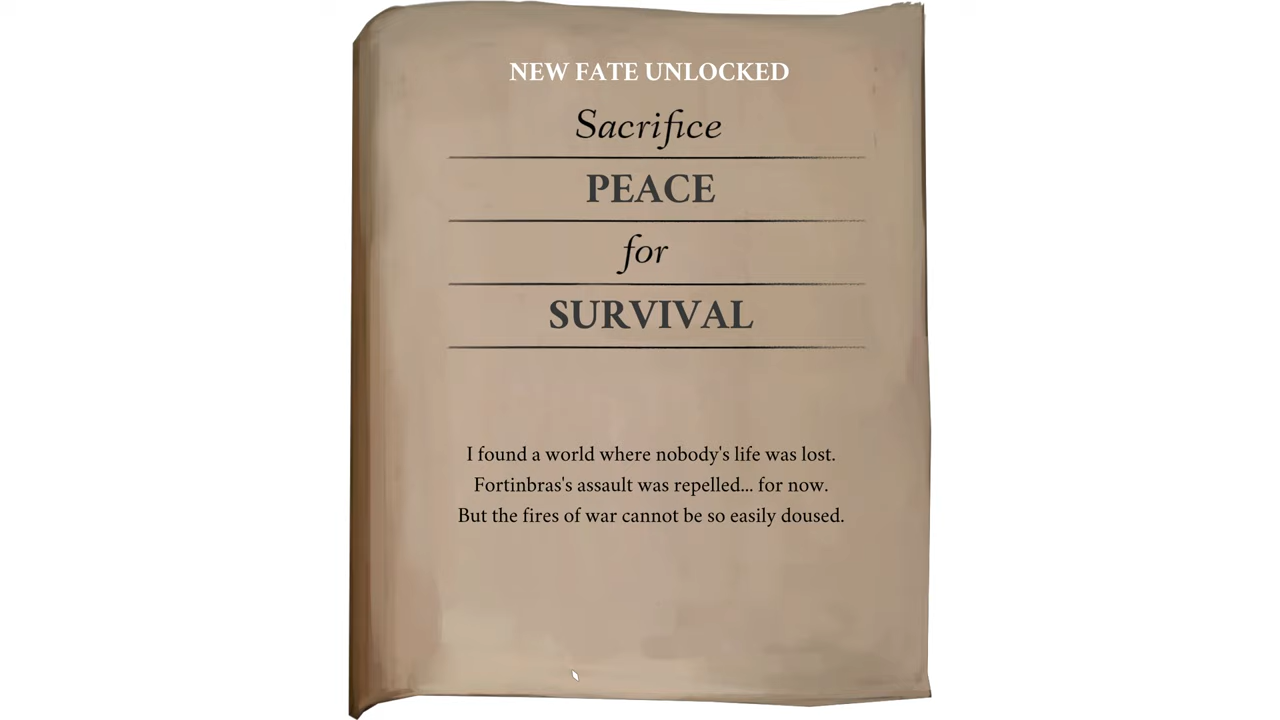 NEW FATE UNLOCKED
Sacrifice
PEACE
for
SURVIVAL
I found a world where nobody's life was lost.
Fortinbras's assault was repelled... for now.
But the fires of war cannot be so easily doused.